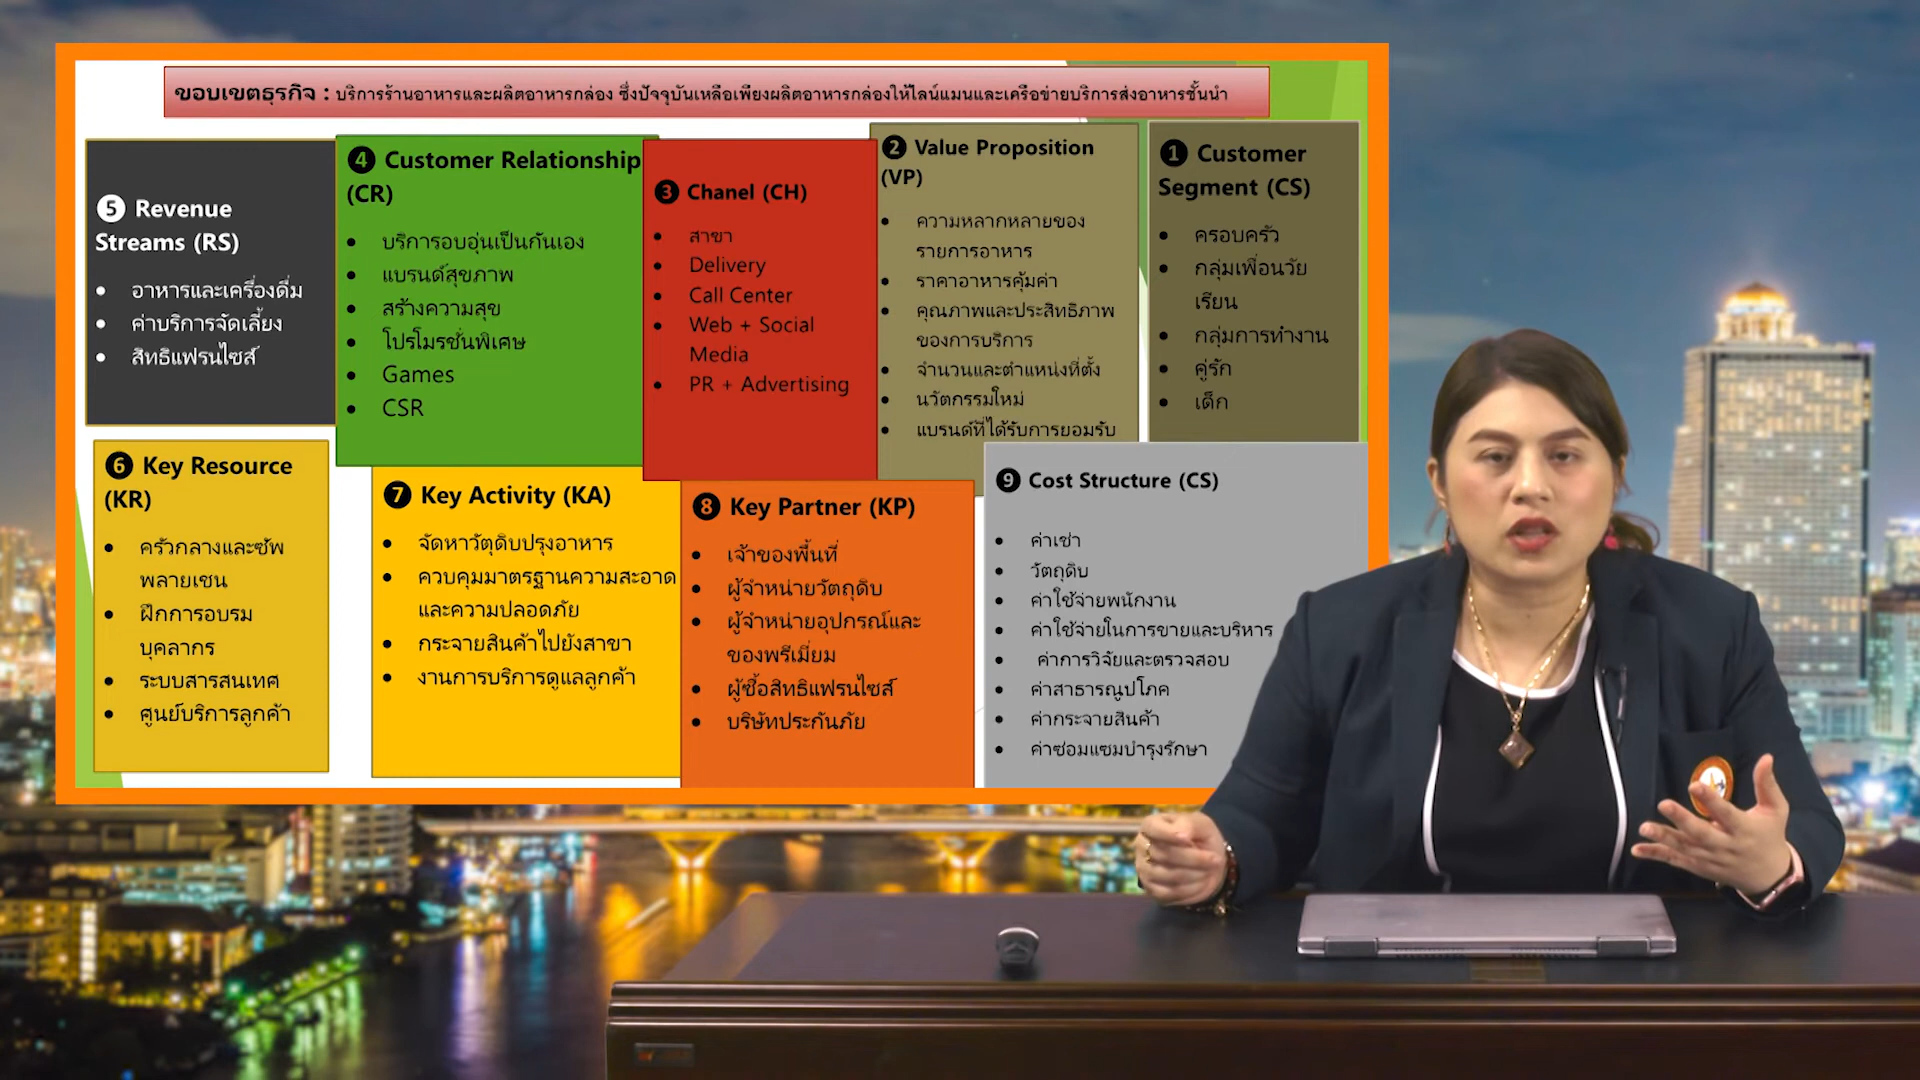 ขอบเขตธุรกิจ : บริการร้านอาหารและผลิตอาหารกล่อง ซึ่งปัจจุบันเหลือเพียงผลิตอาหารกล่องให้ไลน์แมนและเครือข่ายบริการส่งอาหารชั้นนำ
❶ Customer
Segment (CS)
• ครอบครัว
• กลุ่มเพื่อนวัย
เรียน
• กลุ่มการทำงาน
• คู่รัก
• เด็ก
❷ Value Proposition
(VP)
• ความหลากหลายของ
รายการอาหาร
• ราคาอาหารคุ้มค่า
• คุณภาพและประสิทธิภาพ
ของการบริการ
• จำนวนและตำแหน่งที่ตั้ง
• นวัตกรรมใหม่
• แบรนด์ที่ได้รับการยอมรับ
❸ Chanel (CH)
• สาขา
• Delivery
• Call Center
• Web + Social
Media
• PR + Advertising
❹ Customer Relationship
(CR)
• บริการอบอุ่นเป็นกันเอง
• แบรนด์สุขภาพ
• สร้างความสุข
• โปรโมรชั่นพิเศษ
• Games
• CSR
❺ Revenue
Streams (RS)
• อาหารและเครื่องดื่ม
• ค่าบริการจัดเลี้ยง
• สิทธิแฟรนไซส์
❻ Key Resource
(KR)
• ครัวกลางและซัพ
พลายเชน
• ฝึกการอบรม
บุคลากร
• ระบบสารสนเทศ
• ศูนย์บริการลูกค้า
❼ Key Activity (KA)
• จัดหาวัตุดิบปรุงอาหาร
• ควบคุมมาตรฐานความสะอาด
และความปลอดภัย
• กระจายสินค้าไปยังสาขา
• งานการบริการดูแลลูกค้า
❽ Key Partner (KP)
• เจ้าของพื้นที่
• ผู้จำหน่ายวัตถุดิบ
• ผู้จำหน่ายอุปกรณ์และ
ของพรีเมี่ยม
• ผู้ซื้อสิทธิแฟรนไซส์
• บริษัทประกันภัย
❾ Cost Structure (CS)
• ค่าเช่า
• วัตถุดิบ
• ค่าใช้จ่ายพนักงาน
• ค่าใช้จ่ายในการขายและบริหาร
• ค่าการวิจัยและตรวจสอบ
• ค่าสาธารณูปโภค
• ค่ากระจายสินค้า
• ค่าซ่อมแซมบำรุงรักษา